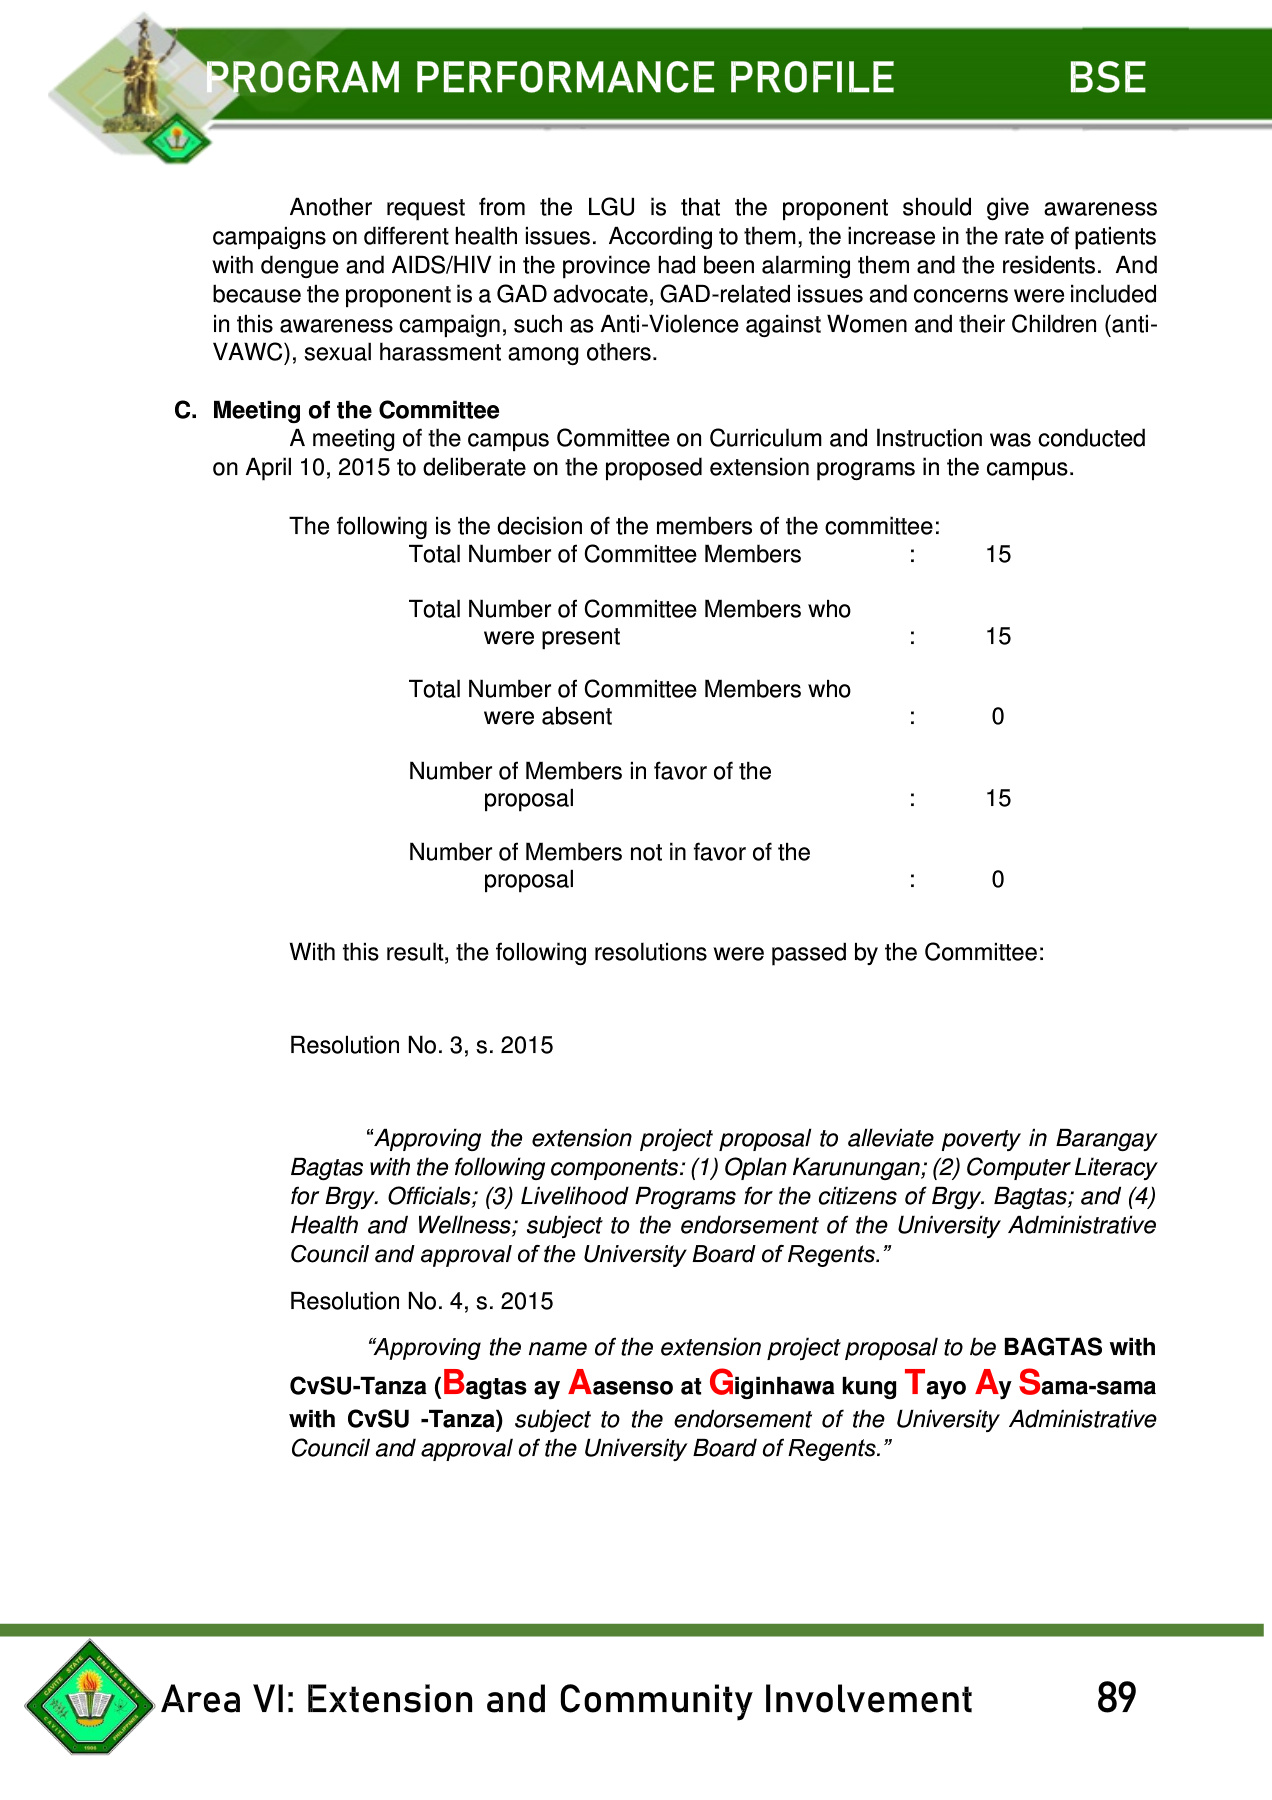 PROGRAM PERFORMANCE PROFILE BSE
Another request from the LGU is that the proponent should give awareness
campaigns on different health issues. According to them, the increase in the rate of patients
with dengue and AIDS/HIV in the province had been alarming them and the residents. And
because the proponent is a GAD advocate, GAD-related issues and concerns were included
in this awareness campaign, such as Anti-Violence against Women and their Children (anti-
VAWC), sexual harassment among others.
C. Meeting of the Committee
A meeting of the campus Committee on Curriculum and Instruction was conducted
on April 10, 2015 to deliberate on the proposed extension programs in the campus.
The following is the decision of the members of the committee:
Total Number of Committee Members : 15
Total Number of Committee Members who
were present : 15
Total Number of Committee Members who
were absent : 0
Number of Members in favor of the
proposal : 15
Number of Members not in favor of the
proposal : 0
With this result, the following resolutions were passed by the Committee:
Resolution No. 3, s. 2015
“Approving the extension project proposal to alleviate poverty in Barangay
Bagtas with the following components: (1) Oplan Karunungan; (2) Computer Literacy
for Brgy. Officials; (3) Livelihood Programs for the citizens of Brgy. Bagtas; and (4)
Health and Wellness; subject to the endorsement of the University Administrative
Council and approval of the University Board of Regents.”
Resolution No. 4, s. 2015
“Approving the name of the extension project proposal to be BAGTAS with
CvSU-Tanza (Bagtas ay Aasenso at Giginhawa kung Tayo Ay Sama-sama
with CvSU -Tanza) subject to the endorsement of the University Administrative
Council and approval of the University Board of Regents.”
CAVITE STATE UNIVERSITY
CAVITE PHILIPPINES
1906
Area VI: Extension and Community Involvement 89